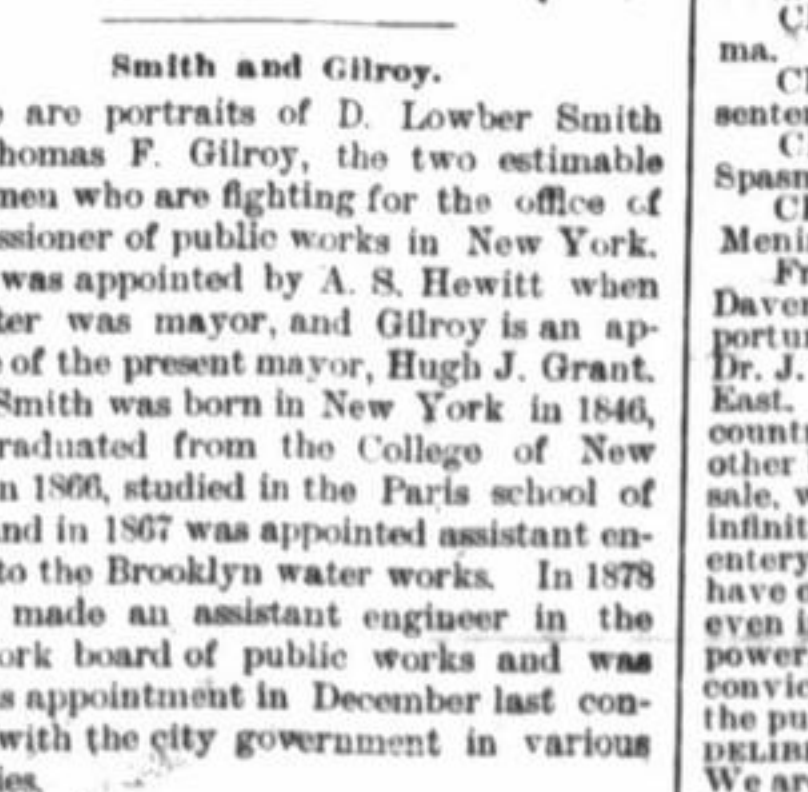 Smith and Gilroy.
are portraits of D. Lowber Smith
homas F. Gilroy, the two estimable
men who are fighting for the office of
ssioner of public works in New York.
was appointed by A. S. Hewitt when
ter was mayor, and Gilroy is an ap-
of the present mayor, Hugh J. Grant.
Smith was born in New York in 1846,
raduated from the College of New
n 1866, studied in the Paris school of
nd in 1867 was appointed assistant en-
to the Brooklyn water works. In 1878
made an assistant engineer in the
ork board of public works and was
s appointment in December last con-
with the city government in various
ies.
ma.
Cl
senter
C
Spasm
Cl
Meni
Fr
Daven
portun
Dr. J.
East.
countr
other
sale, w
infinit
entery
have d
even i
power
convic
the pu
DELIBE
We ar